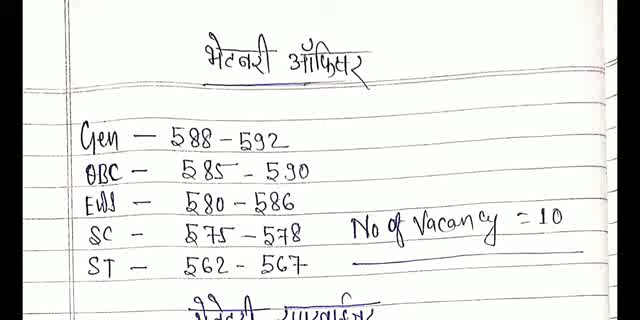 भेटनरी ऑफिसर
Gen — 588 – 592
OBC — 585 – 590
EWS — 580 – 586
SC — 575 – 578
No of Vacancy = 10
ST — 562 – 567